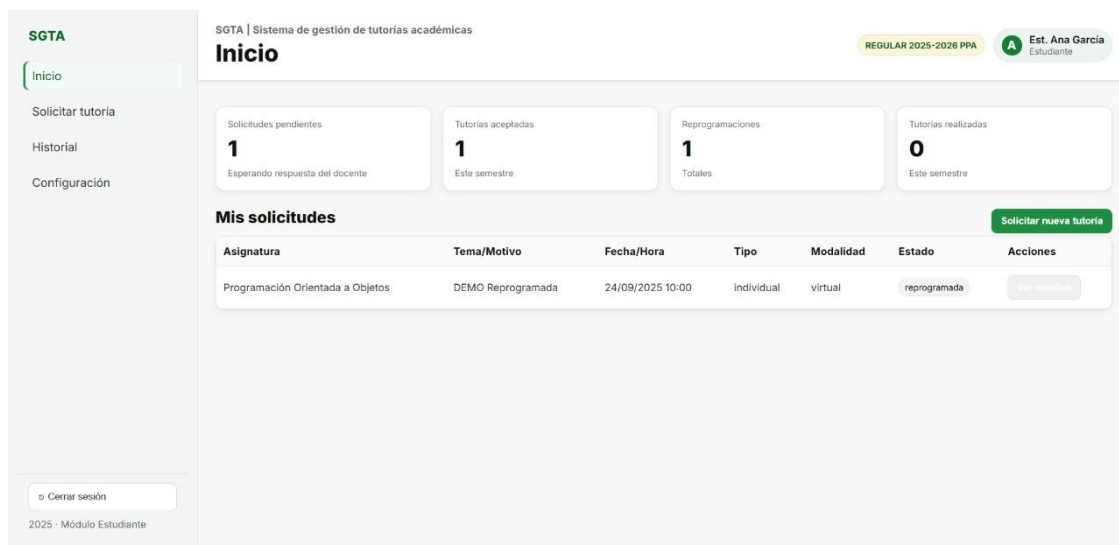 SGTA
Inicio
Solicitar tutoría
Historial
Configuración
Cerrar sesión
2025 · Módulo Estudiante
SGTA | Sistema de gestión de tutorías académicas
Inicio
REGULAR 2025-2026 PPA
A
Est. Ana García
Estudiante
Solicitudes pendientes
1
Esperando respuesta del docente
Tutorías aceptadas
1
Este semestre
Reprogramaciones
1
Totales
Tutorías realizadas
0
Este semestre
Mis solicitudes
Solicitar nueva tutoría
Asignatura Tema/Motivo Fecha/Hora Tipo Modalidad Estado Acciones
Programación Orientada a Objetos DEMO Reprogramada 24/09/2025 10:00 individual virtual reprogramada Ver detalles